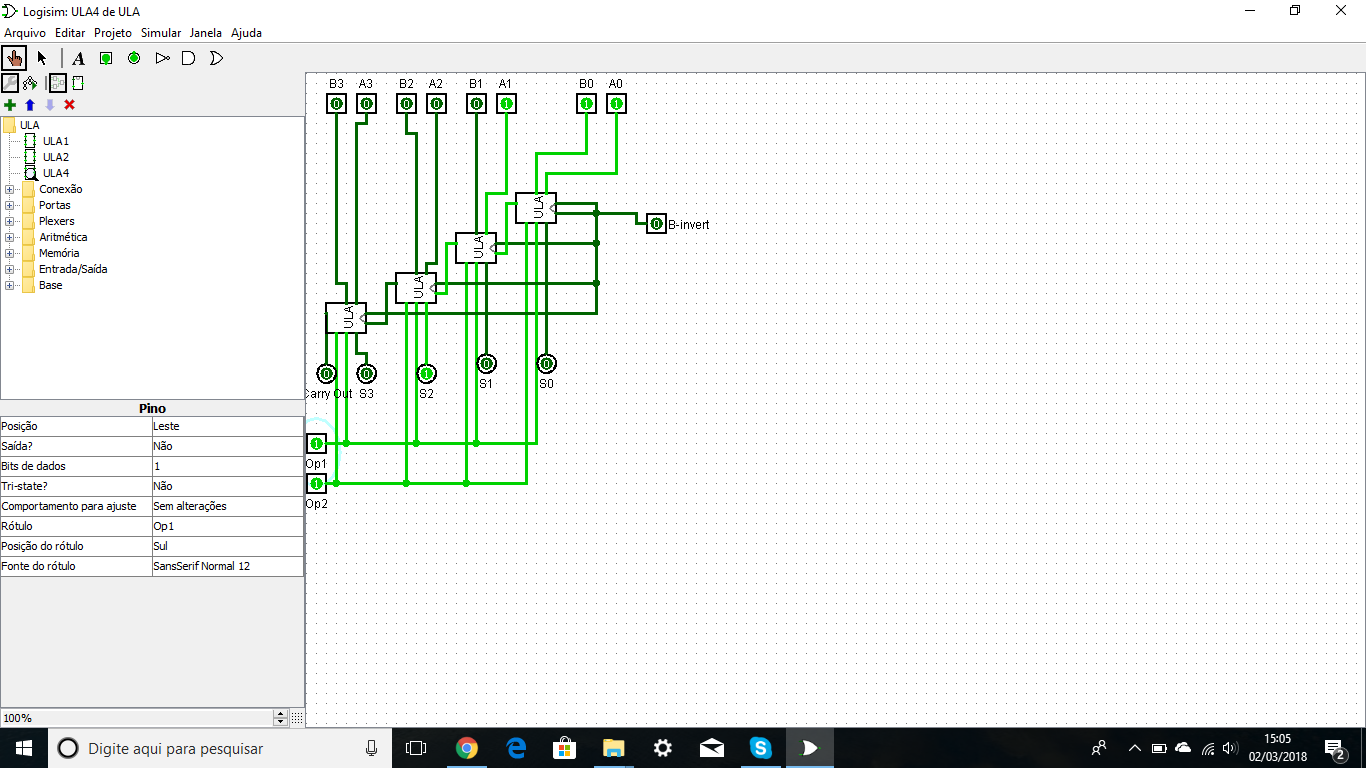 Logisim: ULA4 de ULA
Arquivo Editar Projeto Simular Janela Ajuda
A
B3 A3 B2 A2 B1 A1 B0 A0
0 0 0 0 0 1 1 1
ULA
ULA1
ULA2
ULA4
Conexão
Portas
Plexers
Aritmética
Memória
Entrada/Saída
Base
ULA
0 B-invert
ULA
ULA
ULA
0 0
S1 S0
0 0 1
Carry Out S3 S2
Pino
Posição Leste
Saída? Não
Bits de dados 1
Tri-state? Não
Comportamento para ajuste Sem alterações
Rótulo Op1
Posição do rótulo Sul
Fonte do rótulo SansSerif Normal 12
1
Op1
1
Op2
100%
Digite aqui para pesquisar
15:05
02/03/2018
2